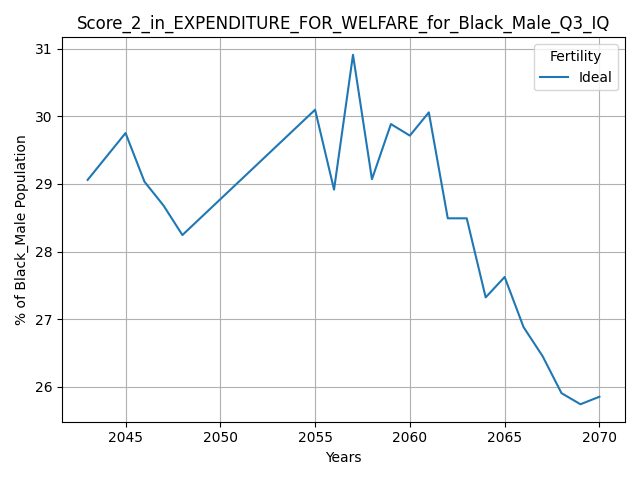 Score_2_in_EXPENDITURE_FOR_WELFARE_for_Black_Male_Q3_IQ
Fertility
Ideal
% of Black_Male Population
31
30
29
28
27
26
2045 2050 2055 2060 2065 2070
Years